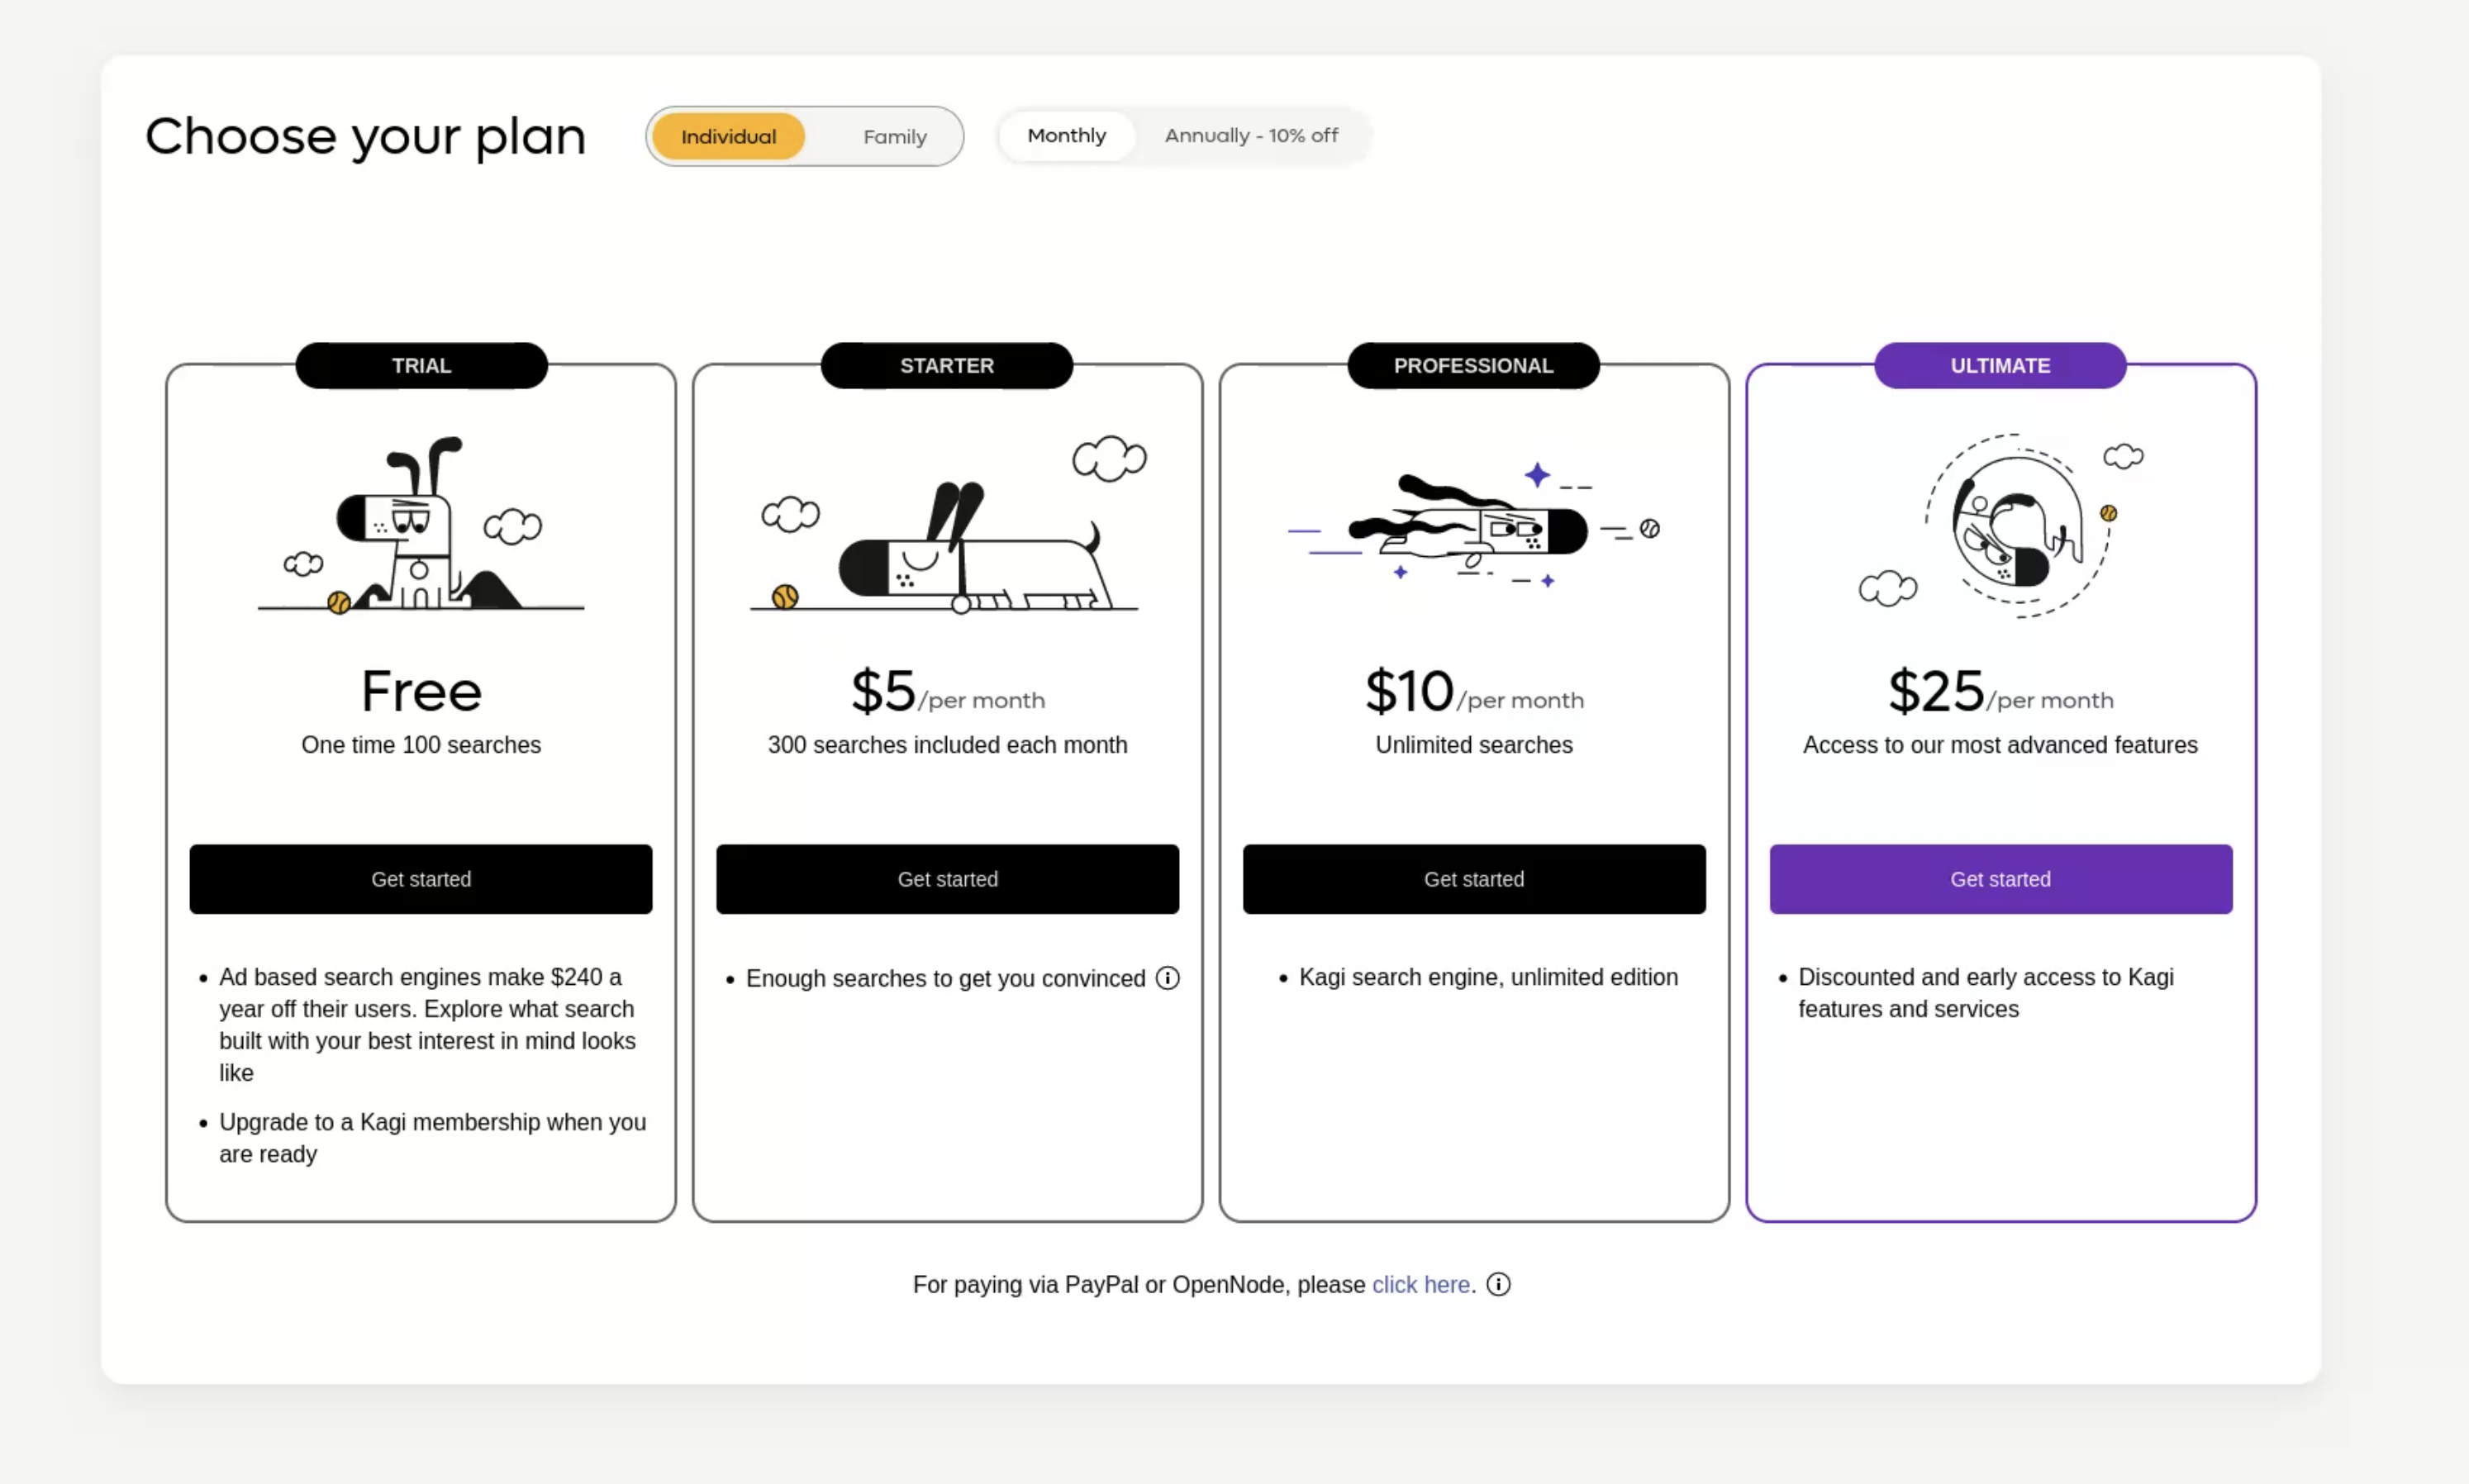 Choose your plan
Individual
Family
Monthly
Annually - 10% off
TRIAL
Free
One time 100 searches
Get started
• Ad based search engines make $240 a
year off their users. Explore what search
built with your best interest in mind looks
like
• Upgrade to a Kagi membership when you
are ready
STARTER
$5/per month
300 searches included each month
Get started
• Enough searches to get you convinced
PROFESSIONAL
$10/per month
Unlimited searches
Get started
• Kagi search engine, unlimited edition
ULTIMATE
$25/per month
Access to our most advanced features
Get started
• Discounted and early access to Kagi
features and services
For paying via PayPal or OpenNode, please click here.